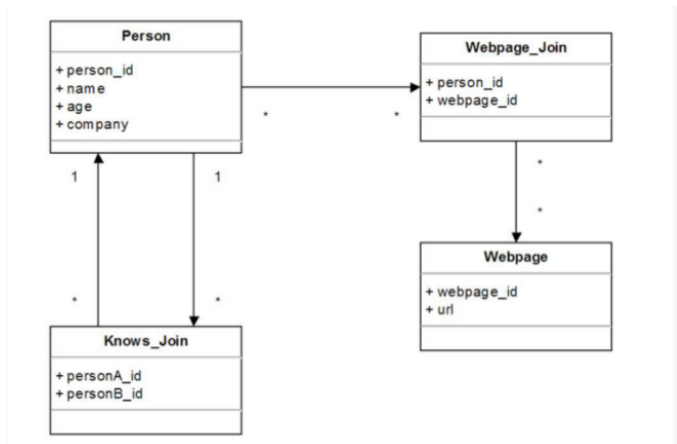 Person
+ person_id
+ name
+ age
+ company
Webpage_Join
+ person_id
+ webpage_id
* *
1 1
*
*
Webpage
+ webpage_id
+ url
* *
Knows_Join
+ personA_id
+ personB_id